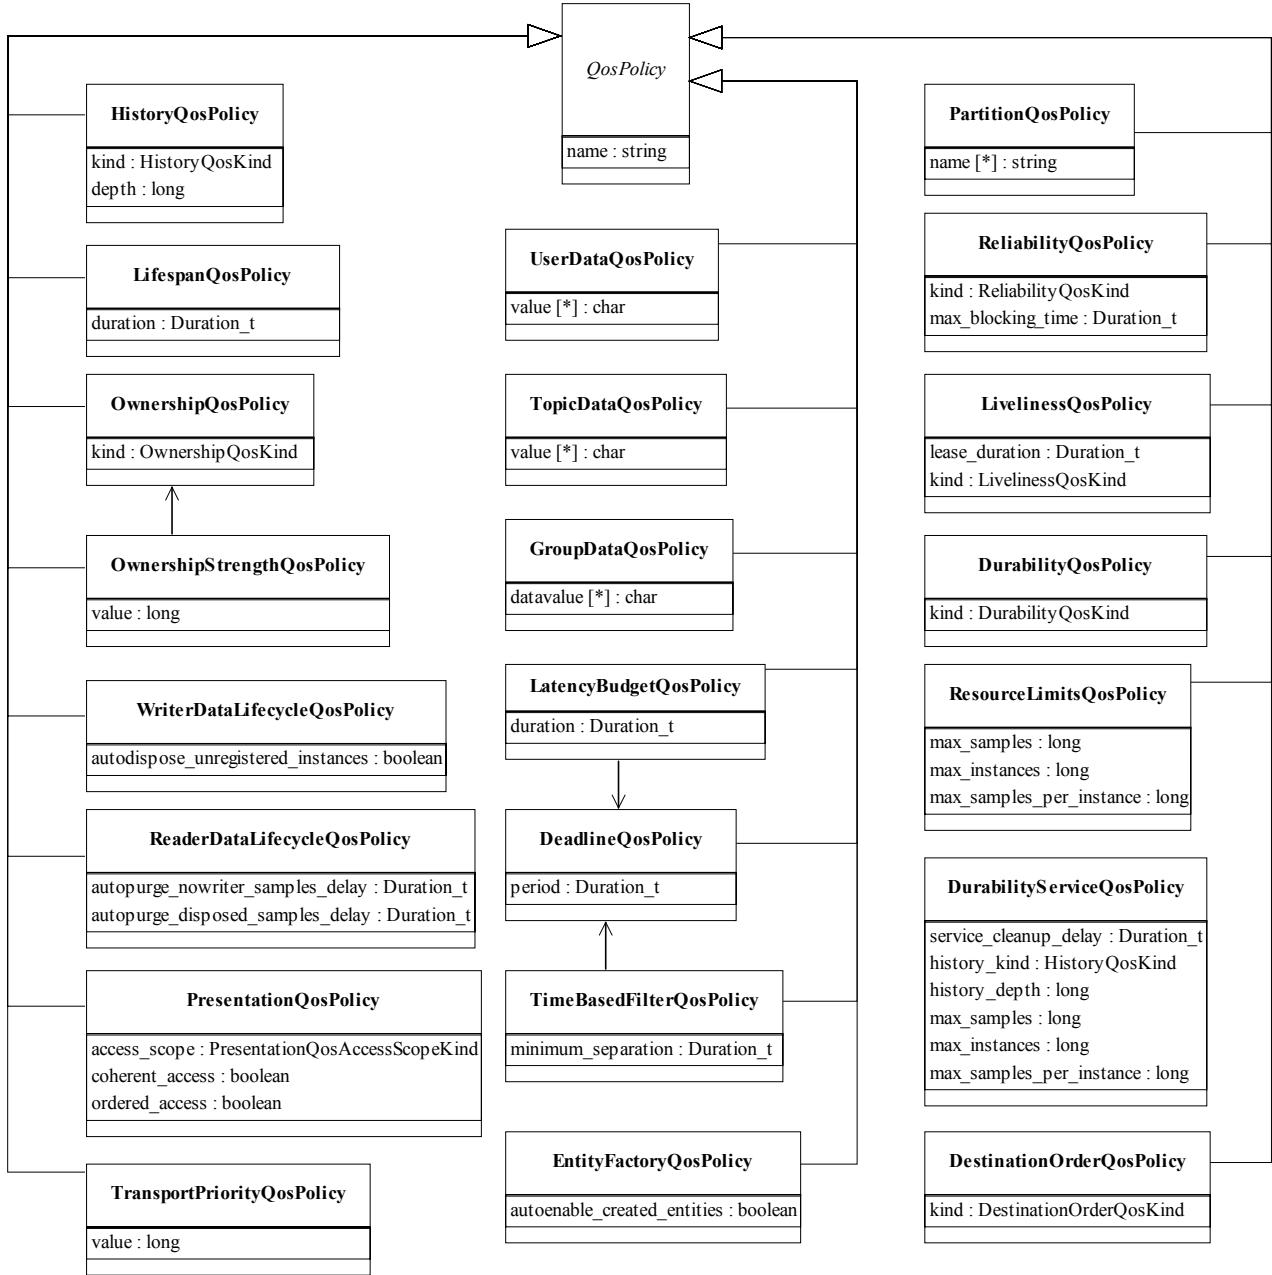 QosPolicy
name : string
HistoryQosPolicy
kind : HistoryQosKind
depth : long
LifespanQosPolicy
duration : Duration_t
OwnershipQosPolicy
kind : OwnershipQosKind
OwnershipStrengthQosPolicy
value : long
WriterDataLifecycleQosPolicy
autodispose_unregistered_instances : boolean
ReaderDataLifecycleQosPolicy
autopurge_nowriter_samples_delay : Duration_t
autopurge_disposed_samples_delay : Duration_t
PresentationQosPolicy
access_scope : PresentationQosAccessScopeKind
coherent_access : boolean
ordered_access : boolean
TransportPriorityQosPolicy
value : long
UserDataQosPolicy
value [*] : char
TopicDataQosPolicy
value [*] : char
GroupDataQosPolicy
datavalue [*] : char
LatencyBudgetQosPolicy
duration : Duration_t
DeadlineQosPolicy
period : Duration_t
TimeBasedFilterQosPolicy
minimum_separation : Duration_t
EntityFactoryQosPolicy
autoenable_created_entities : boolean
PartitionQosPolicy
name [*] : string
ReliabilityQosPolicy
kind : ReliabilityQosKind
max_blocking_time : Duration_t
LivelinessQosPolicy
lease_duration : Duration_t
kind : LivelinessQosKind
DurabilityQosPolicy
kind : DurabilityQosKind
ResourceLimitsQosPolicy
max_samples : long
max_instances : long
max_samples_per_instance : long
DurabilityServiceQosPolicy
service_cleanup_delay : Duration_t
history_kind : HistoryQosKind
history_depth : long
max_samples : long
max_instances : long
max_samples_per_instance : long
DestinationOrderQosPolicy
kind : DestinationOrderQosKind